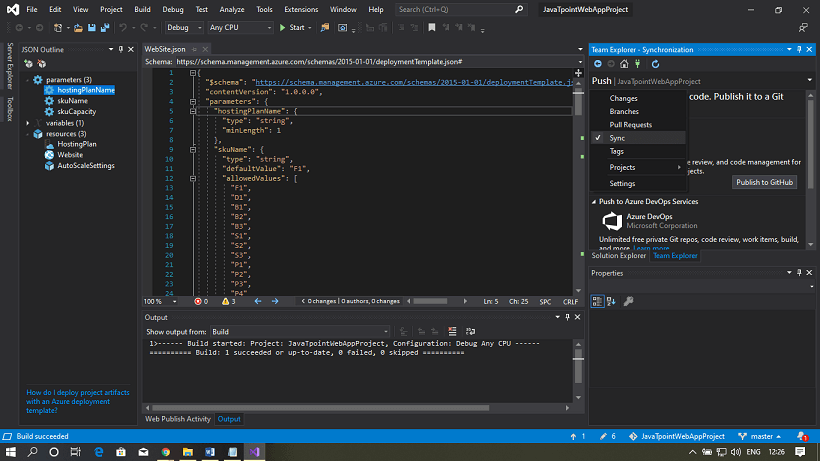 File Edit View Project Build Debug Test Analyze Tools Extensions Window Help Search (Ctrl+Q) JavaTpointWebAppProject
Debug Any CPU Start
Server Explorer
Toolbox
JSON Outline
parameters (3)
hostingPlanName
skuName
skuCapacity
variables (1)
resources (3)
HostingPlan
Website
AutoScaleSettings
How do I deploy project artifacts
with an Azure deployment
template?
WebSite.json
Schema: https://schema.management.azure.com/schemas/2015-01-01/deploymentTemplate.json#
1 {
2 "$schema": "https://schema.management.azure.com/schemas/2015-01-01/deploymentTemplate.js
3 "contentVersion": "1.0.0.0",
4 "parameters": {
5 "hostingPlanName": {
6 "type": "string",
7 "minLength": 1
8 },
9 "skuName": {
10 "type": "string",
11 "defaultValue": "F1",
12 "allowedValues": [
13 "F1",
14 "D1",
15 "B1",
16 "B2",
17 "B3",
18 "S1",
19 "S2",
20 "S3",
21 "P1",
22 "P2",
23 "P3",
24 "P4"
100 % 0 3 0 changes | 0 authors, 0 changes Ln: 5 Ch: 25 SPC CRLF
Output
Show output from: Build
1>------ Build started: Project: JavaTpointWebAppProject, Configuration: Debug Any CPU ------
========== Build: 1 succeeded or up-to-date, 0 failed, 0 skipped ==========
Web Publish Activity Output
Team Explorer - Synchronization
Push | JavaTpointWebAppProject
Changes
Branches
Pull Requests
Sync
Tags
Projects
Settings
code. Publish it to a Git
e review, and code management for
jects.
Publish to GitHub
Push to Azure DevOps Services
Azure DevOps
Microsoft Corporation
Unlimited free private Git repos, code review, work items, build,
and more. Learn more
Solution Explorer Team Explorer
Properties
Build succeeded 1 6 JavaTpointWebAppProject master 1
ENG 12:26